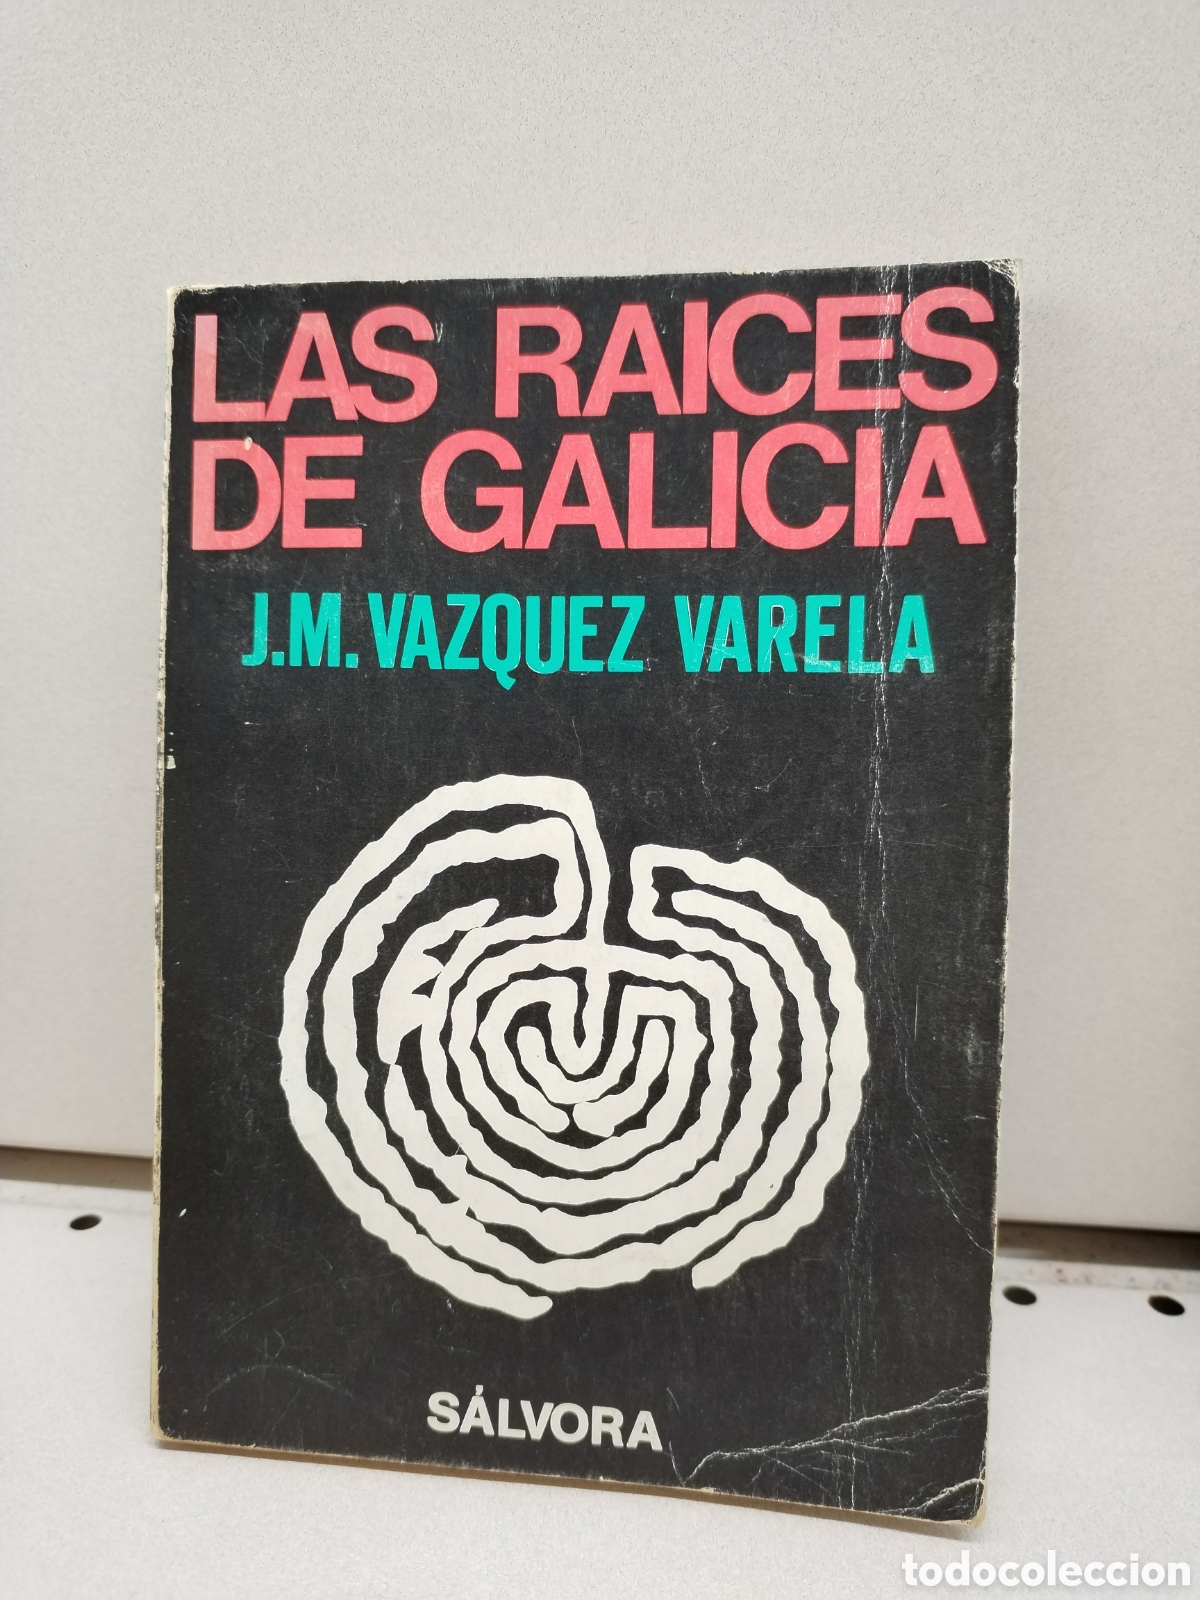 LAS RAICES
DE GALICIA
J.M. VAZQUEZ VARELA
SÁLVORA
todocoleccion